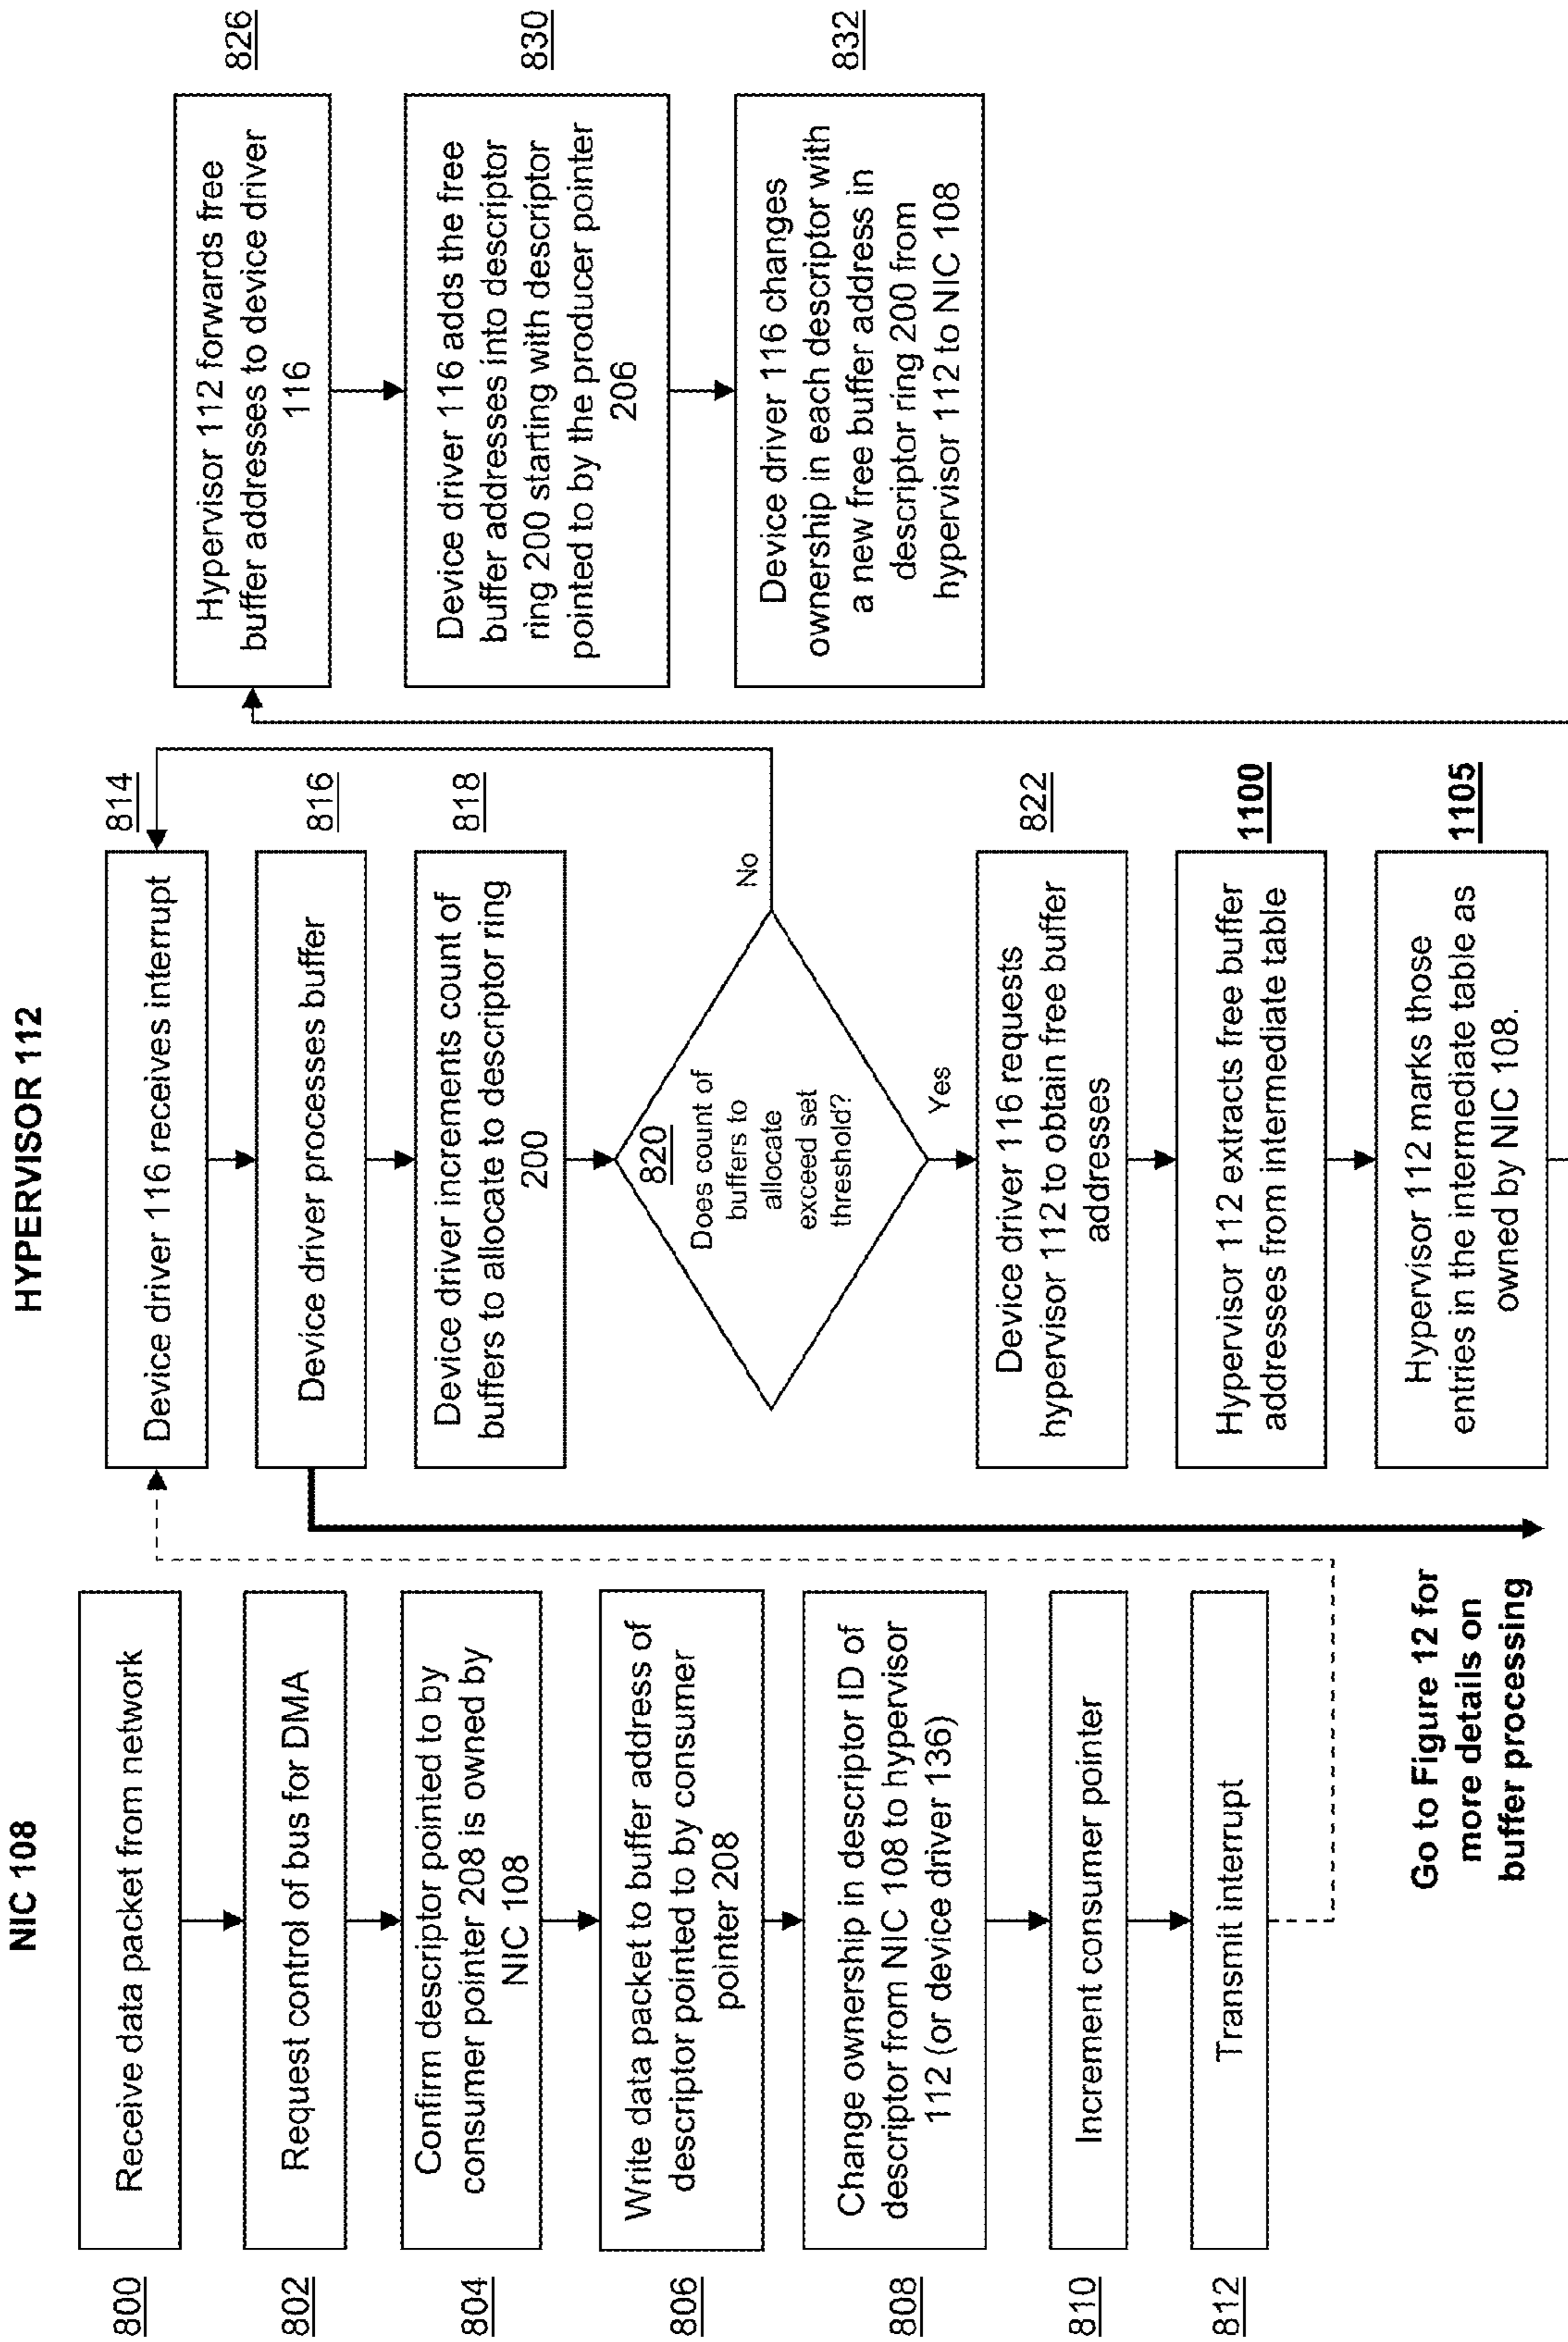 NIC 108
800
Receive data packet from network
802
Request control of bus for DMA
804
Confirm descriptor pointed to by
consumer pointer 208 is owned by
NIC 108
806
Write data packet to buffer address of
descriptor pointed to by consumer
pointer 208
808
Change ownership in descriptor ID of
descriptor from NIC 108 to hypervisor
112 (or device driver 136)
810
Increment consumer pointer
812
Transmit interrupt
Go to Figure 12 for
more details on
buffer processing
HYPERVISOR 112
814
Device driver 116 receives interrupt
816
Device driver processes buffer
818
Device driver increments count of
buffers to allocate to descriptor ring
200
820
Does count of
buffers to
allocate
exceed set
threshold?
No
Yes
822
Device driver 116 requests
hypervisor 112 to obtain free buffer
addresses
1100
Hypervisor 112 extracts free buffer
addresses from intermediate table
1105
Hypervisor 112 marks those
entries in the intermediate table as
owned by NIC 108.
826
Hypervisor 112 forwards free
buffer addresses to device driver
116
830
Device driver 116 adds the free
buffer addresses into descriptor
ring 200 starting with descriptor
pointed to by the producer pointer
206
832
Device driver 116 changes
ownership in each descriptor with
a new free buffer address in
descriptor ring 200 from
hypervisor 112 to NIC 108